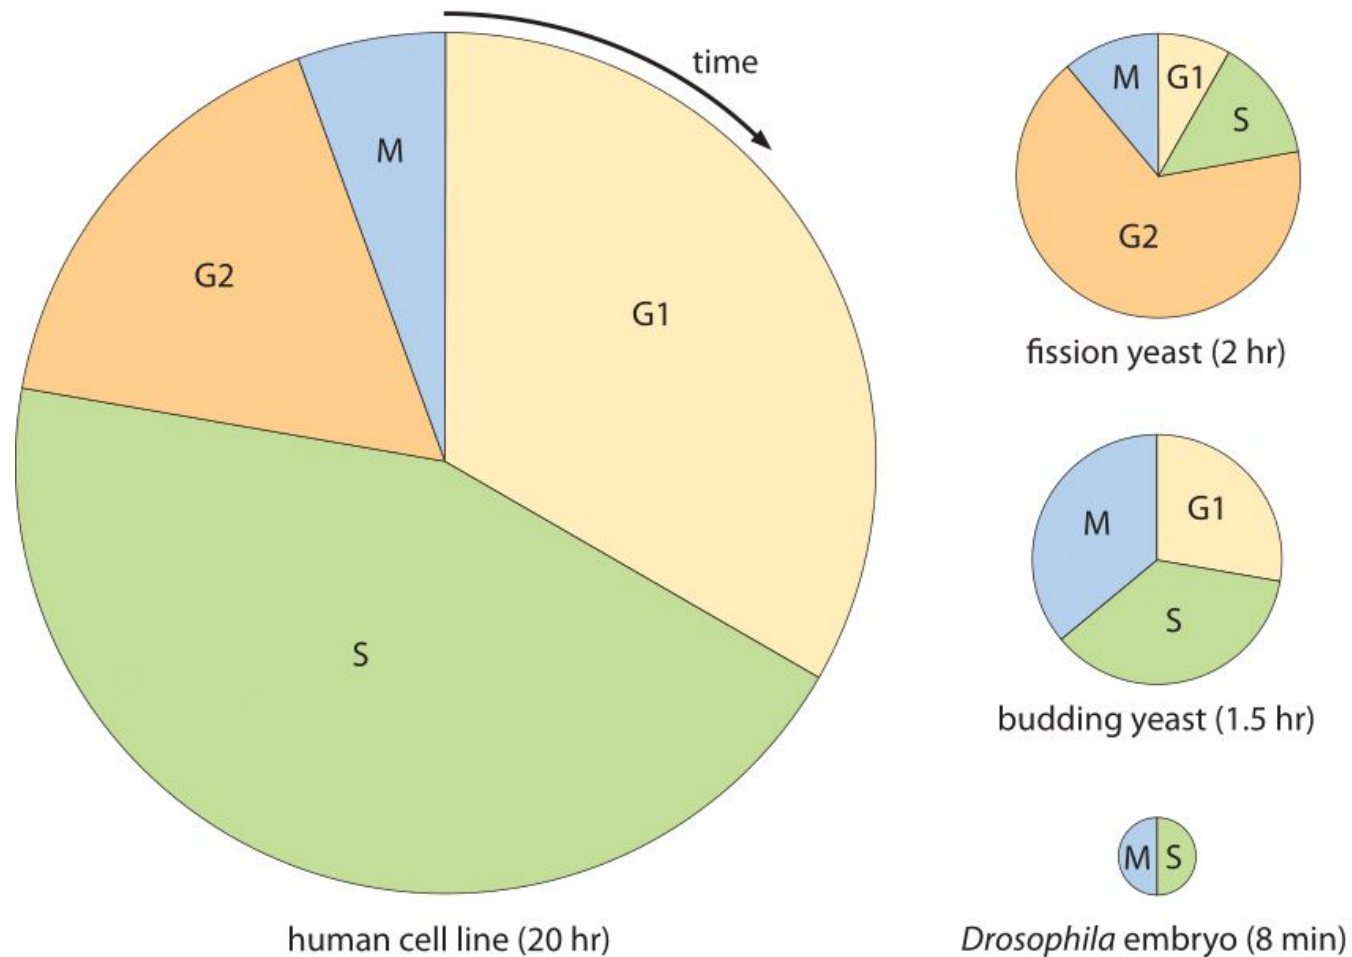 time
M
G1
G2
S
human cell line (20 hr)
M
G1
S
G2
fission yeast (2 hr)
M
G1
S
budding yeast (1.5 hr)
M
S
Drosophila embryo (8 min)